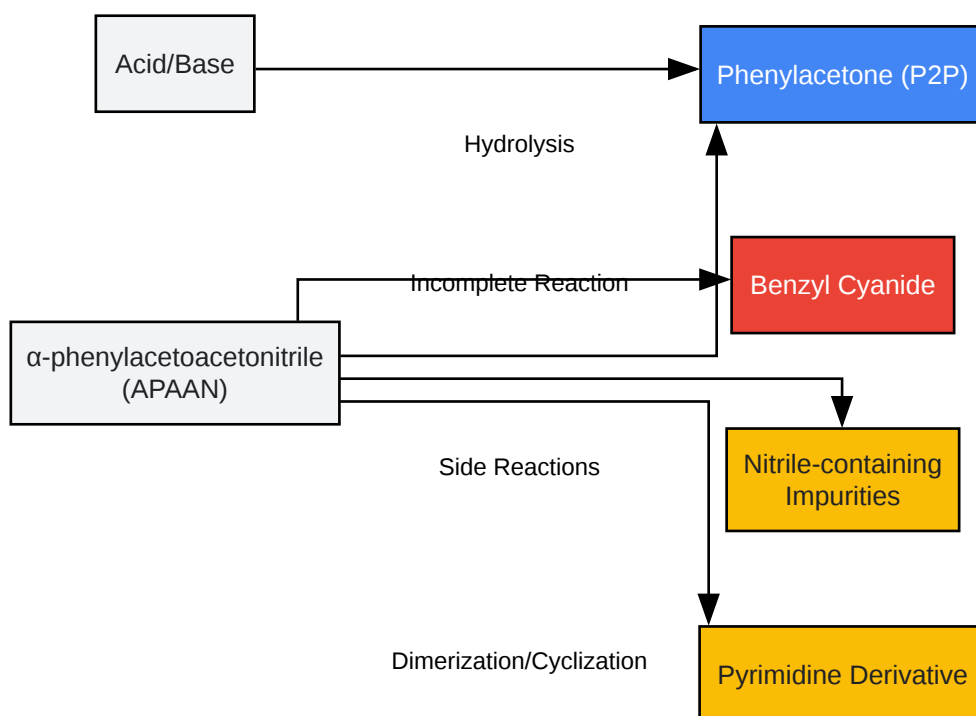 Acid/Base
Phenylacetone (P2P)
Hydrolysis
Incomplete Reaction
Benzyl Cyanide
α-phenylacetoacetonitrile
(APAAN)
Side Reactions
Nitrile-containing
Impurities
Dimerization/Cyclization
Pyrimidine Derivative